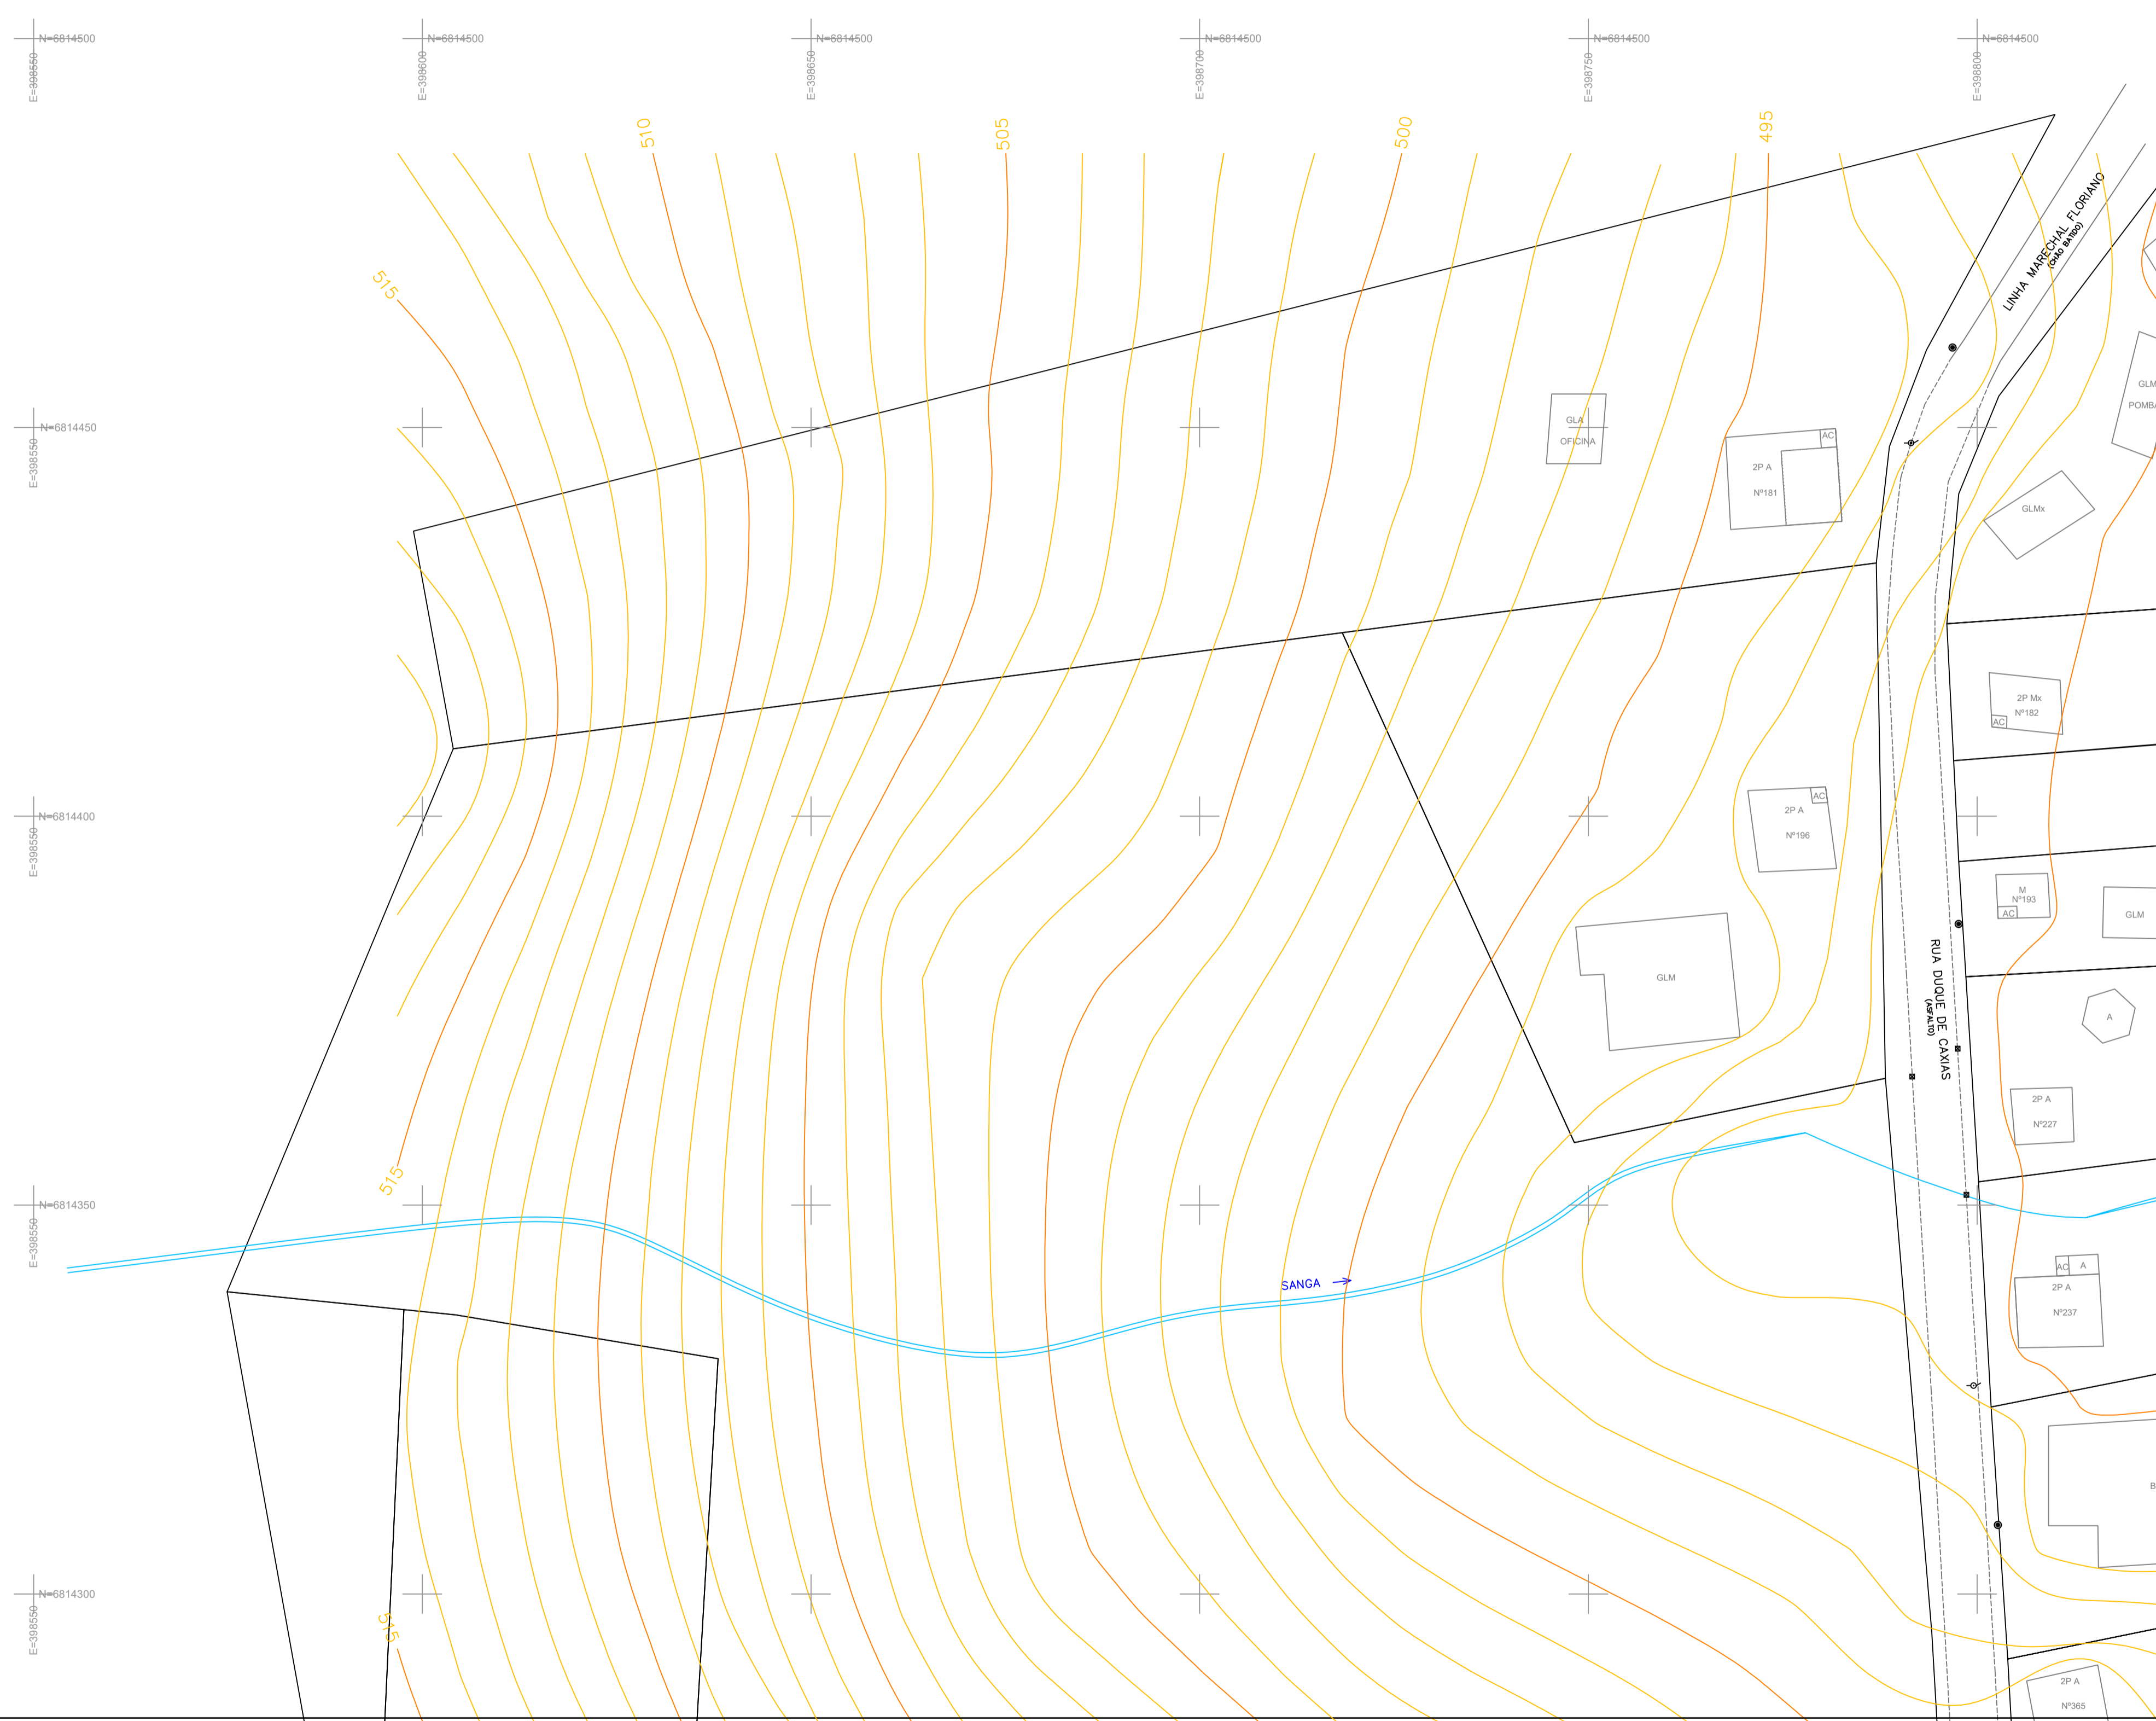 N=6814500
N=6814500
N=6814500
N=6814500
N=6814500
N=6814500
E=398550
E=398600
E=398650
E=398700
E=398750
E=398800
510
505
500
495
LINHA MARECHAL FLORIANO
(CHÃO BATIDO)
515
GLA
OFICINA
AC
2P A
Nº181
N=6814450
E=398550
GLMx
2P Mx
Nº182
AC
N=6814400
E=398550
AC
2P A
Nº196
M
Nº193
AC
GLM
GLM
RUA DUQUE DE CAXIAS
(ASFALTO)
A
2P A
Nº227
515
N=6814350
E=398550
SANGA
AC
A
2P A
Nº237
N=6814300
E=398550
515
2P A
Nº365